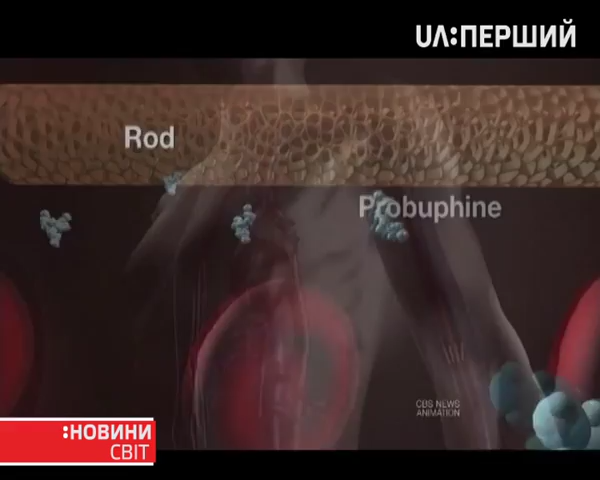 UA:ПЕРШИЙ
Rod
Probuphine
CBS NEWS
ANIMATION
:НОВИНИ
СВІТ